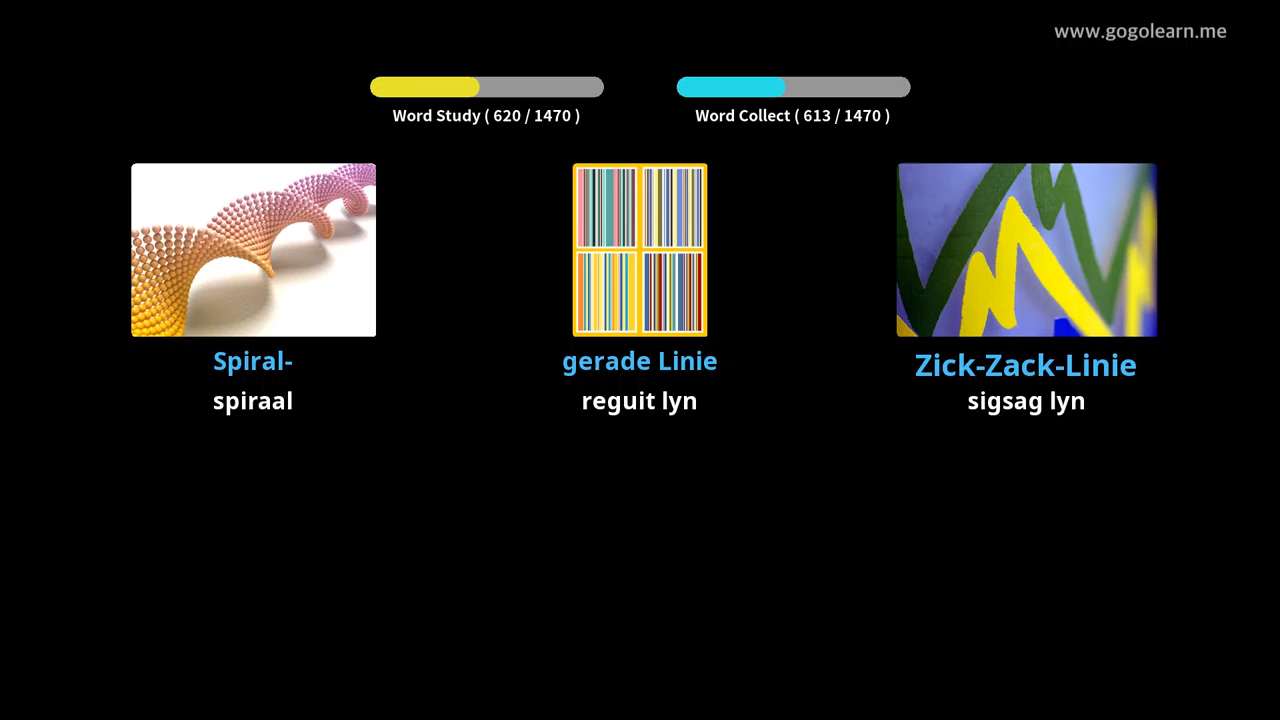 www.gogolearn.me
Word Study ( 620 / 1470 )
Word Collect ( 613 / 1470 )
Spiral-
spiraal
gerade Linie
reguit lyn
Zick-Zack-Linie
sigsag lyn